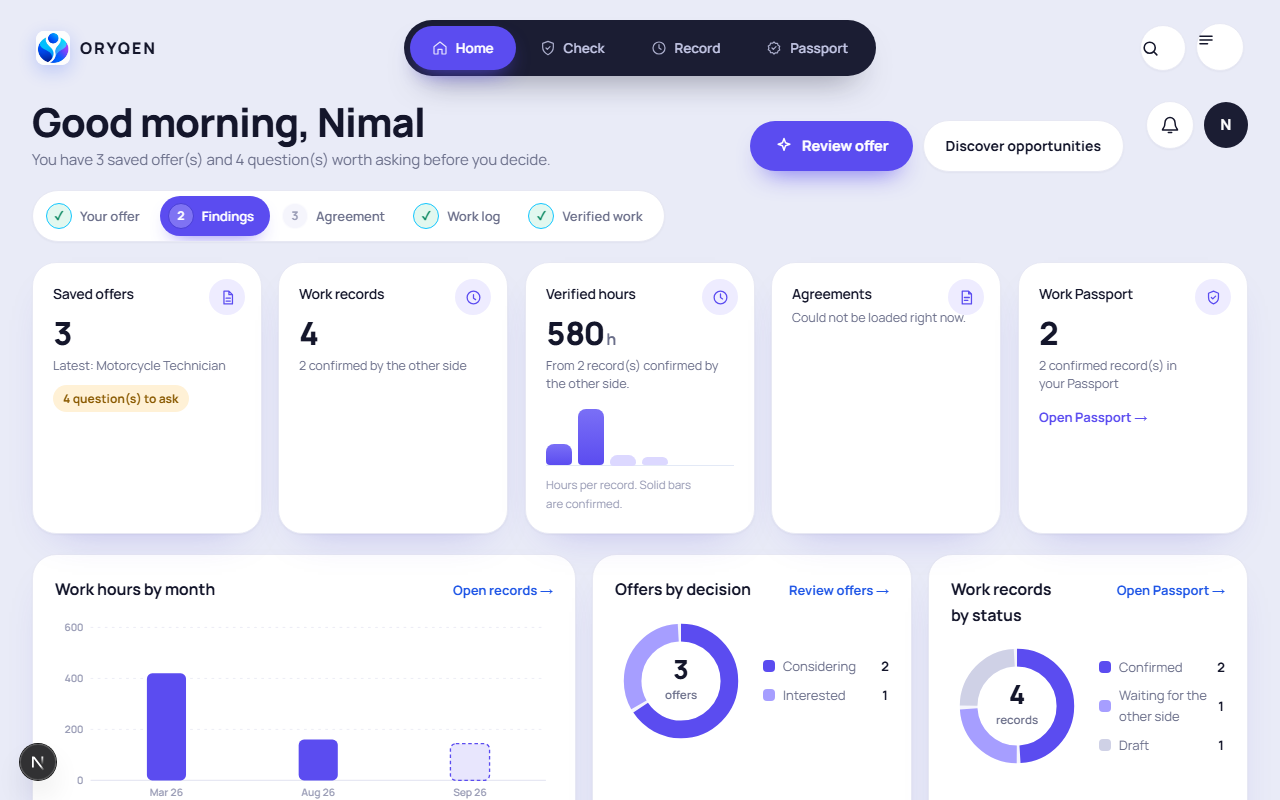 ORYQEN
Home
Check
Record
Passport
Good morning, Nimal
You have 3 saved offer(s) and 4 question(s) worth asking before you decide.
Review offer
Discover opportunities
N
✓ Your offer
2 Findings
3 Agreement
✓ Work log
✓ Verified work
Saved offers
3
Latest: Motorcycle Technician
4 question(s) to ask
Work records
4
2 confirmed by the other side
Verified hours
580h
From 2 record(s) confirmed by
the other side.
Hours per record. Solid bars
are confirmed.
Agreements
Could not be loaded right now.
Work Passport
2
2 confirmed record(s) in
your Passport
Open Passport →
Work hours by month
Open records →
600
400
200
0
Mar 26
Aug 26
Sep 26
Offers by decision
Review offers →
3
offers
Considering 2
Interested 1
Work records
by status
Open Passport →
4
records
Confirmed 2
Waiting for the
other side 1
Draft 1
N